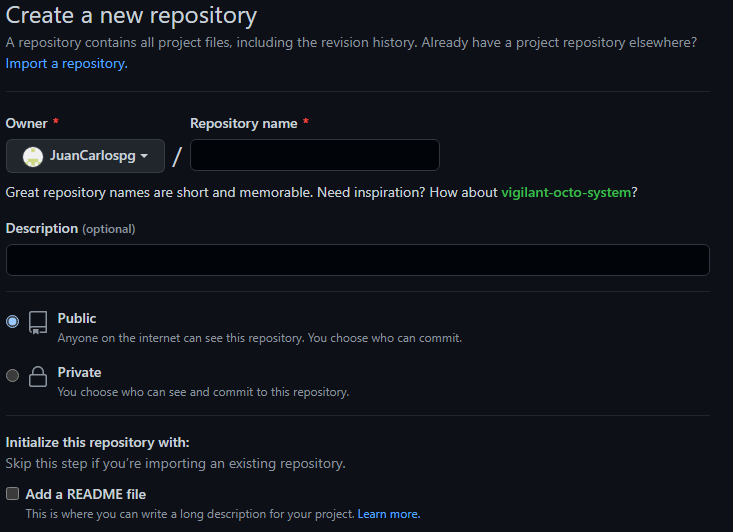 Create a new repository
A repository contains all project files, including the revision history. Already have a project repository elsewhere?
Import a repository.
Owner *
Repository name *
JuanCarlospg
/
Great repository names are short and memorable. Need inspiration? How about vigilant-octo-system?
Description (optional)
Public
Anyone on the internet can see this repository. You choose who can commit.
Private
You choose who can see and commit to this repository.
Initialize this repository with:
Skip this step if you're importing an existing repository.
Add a README file
This is where you can write a long description for your project. Learn more.